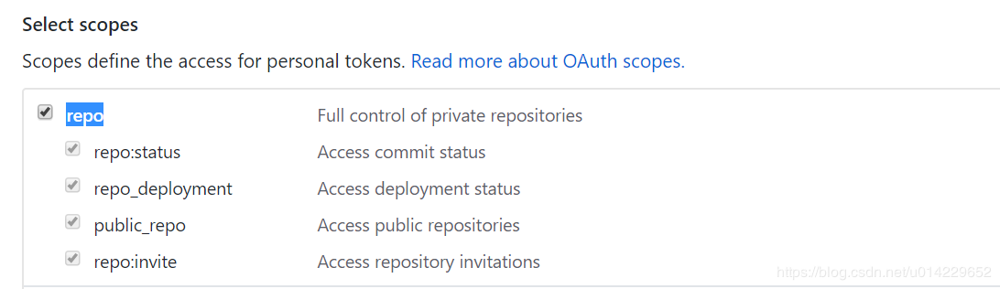 Select scopes
Scopes define the access for personal tokens. Read more about OAuth scopes.
repo Full control of private repositories
repo:status Access commit status
repo_deployment Access deployment status
public_repo Access public repositories
repo:invite Access repository invitations
https://blog.csdn.net/u014229652